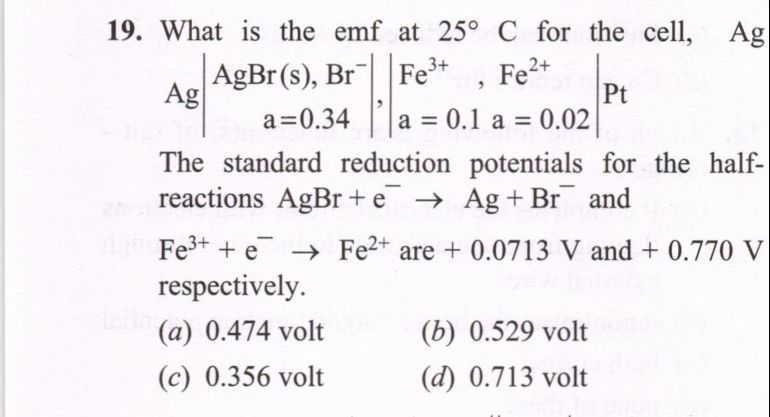 19. What is the emf at 25° C for the cell, Ag
Ag | AgBr (s), Br⁻ | , | Fe³⁺ , Fe²⁺ | Pt
a=0.34 a = 0.1 a = 0.02
The standard reduction potentials for the half-
reactions AgBr + e⁻ → Ag + Br⁻ and
Fe³⁺ + e⁻ → Fe²⁺ are + 0.0713 V and + 0.770 V
respectively.
(a) 0.474 volt (b) 0.529 volt
(c) 0.356 volt (d) 0.713 volt